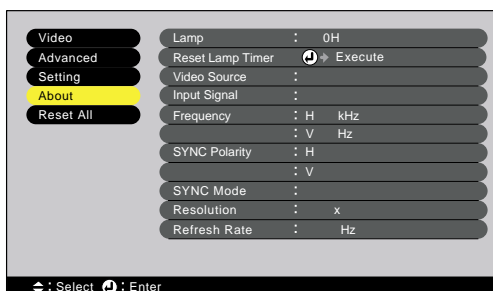 Video
Advanced
Setting
About
Reset All
Lamp : 0H
Reset Lamp Timer Execute
Video Source :
Input Signal :
Frequency : H kHz
: V Hz
SYNC Polarity : H
: V
SYNC Mode :
Resolution : x
Refresh Rate : Hz
: Select : Enter